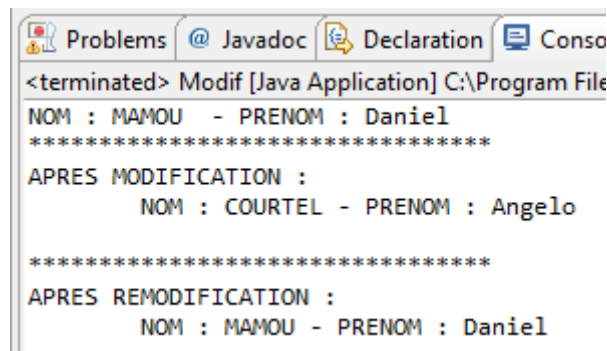 Problems @ Javadoc Declaration Conso
<terminated> Modif [Java Application] C:\Program File
NOM : MAMOU  - PRENOM : Daniel
*********************************
APRES MODIFICATION :
        NOM : COURTEL - PRENOM : Angelo
*********************************
APRES REMODIFICATION :
        NOM : MAMOU - PRENOM : Daniel